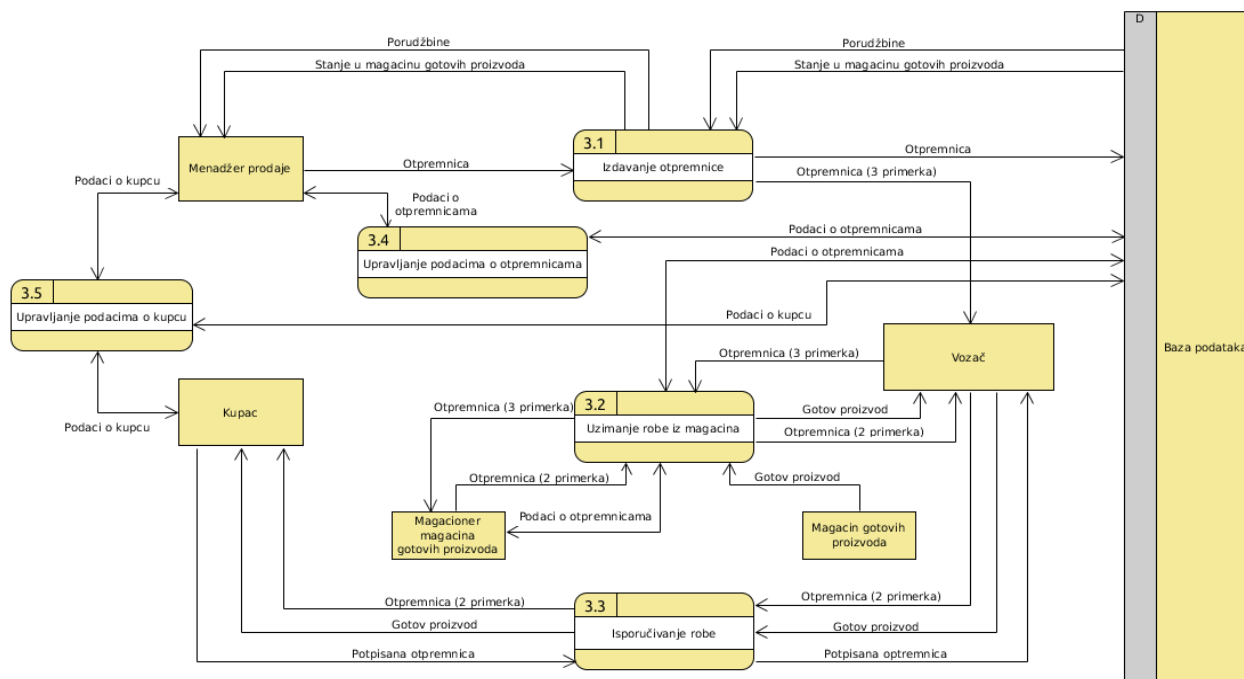 D
Porudžbine
Porudžbine
Stanje u magacinu gotovih proizvoda
Stanje u magacinu gotovih proizvoda
3.1
Izdavanje otpremnice
Menadžer prodaje
Otpremnica
Otpremnica
Otpremnica (3 primerka)
Podaci o kupcu
Podaci o
otpremnicama
3.4
Upravljanje podacima o otpremnicama
Podaci o otpremnicama
Podaci o otpremnicama
3.5
Upravljanje podacima o kupcu
Podaci o kupcu
Baza podataka
Otpremnica (3 primerka)
Vozač
Kupac
Podaci o kupcu
3.2
Uzimanje robe iz magacina
Otpremnica (3 primerka)
Gotov proizvod
Otpremnica (2 primerka)
Otpremnica (2 primerka)
Gotov proizvod
Podaci o otpremnicama
Magacioner
magacina
gotovih proizvoda
Magacin gotovih
proizvoda
3.3
Isporučivanje robe
Otpremnica (2 primerka)
Otpremnica (2 primerka)
Gotov proizvod
Gotov proizvod
Potpisana otpremnica
Potpisana optremnica